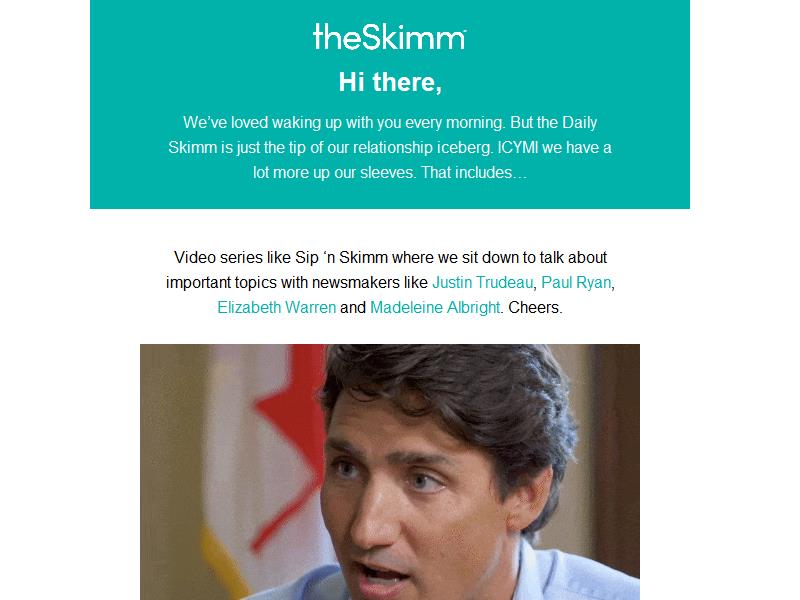 theSkimm
Hi there,
We’ve loved waking up with you every morning. But the Daily
Skimm is just the tip of our relationship iceberg. ICYMI we have a
lot more up our sleeves. That includes…
Video series like Sip ‘n Skimm where we sit down to talk about
important topics with newsmakers like Justin Trudeau, Paul Ryan,
Elizabeth Warren and Madeleine Albright. Cheers.